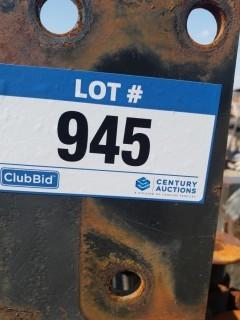 LOT #
945
ClubBid
CENTURY
AUCTIONS